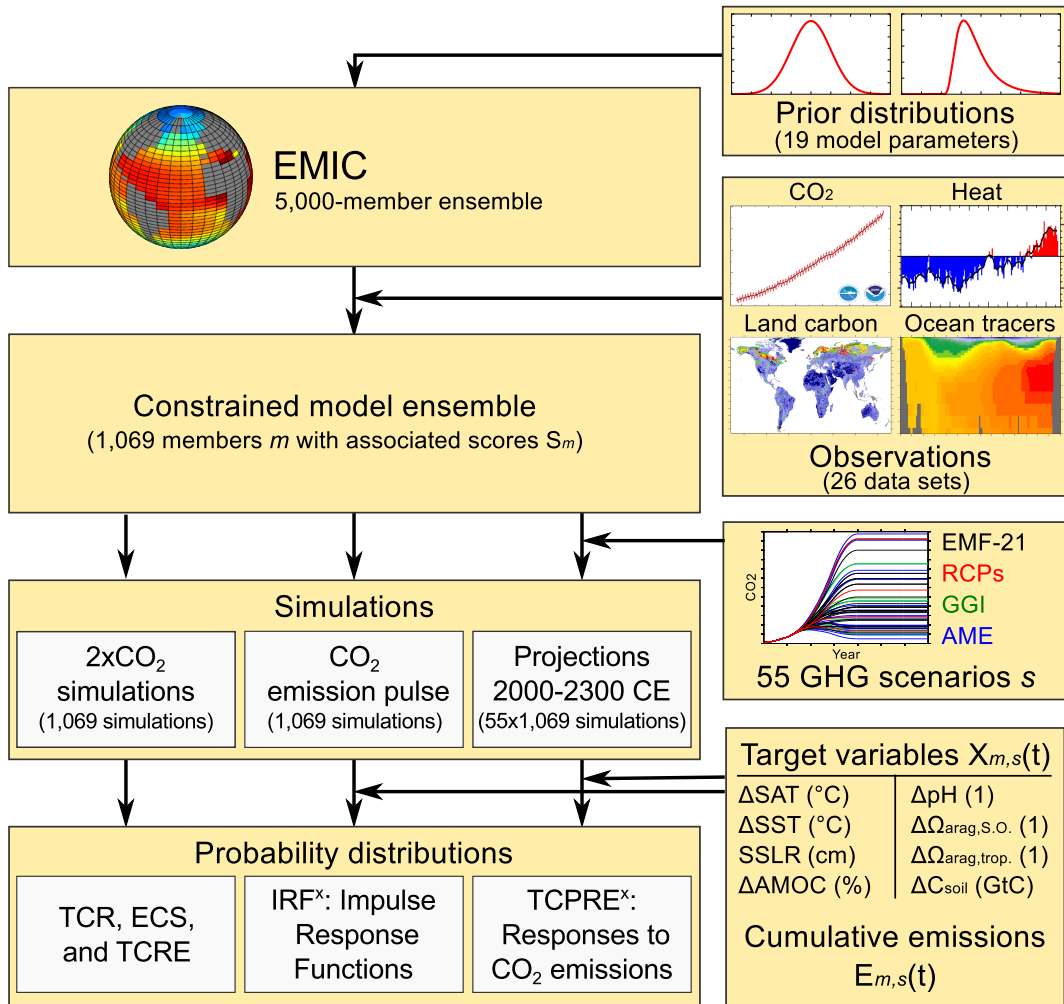 Prior distributions
(19 model parameters)
EMIC
5,000-member ensemble
CO₂
Heat
Land carbon
Ocean tracers
Observations
(26 data sets)
Constrained model ensemble
(1,069 members m with associated scores Sm)
CO2
Year
EMF-21
RCPs
GGI
AME
55 GHG scenarios s
Simulations
2xCO₂
simulations
(1,069 simulations)
CO₂
emission pulse
(1,069 simulations)
Projections
2000-2300 CE
(55x1,069 simulations)
Target variables Xm,s(t)
ΔSAT (°C)
ΔSST (°C)
SSLR (cm)
ΔAMOC (%)
ΔpH (1)
ΔΩarag,S.O. (1)
ΔΩarag,trop. (1)
ΔCsoil (GtC)
Cumulative emissions
Em,s(t)
Probability distributions
TCR, ECS,
and TCRE
IRFˣ: Impulse
Response
Functions
TCPREˣ:
Responses to
CO₂ emissions